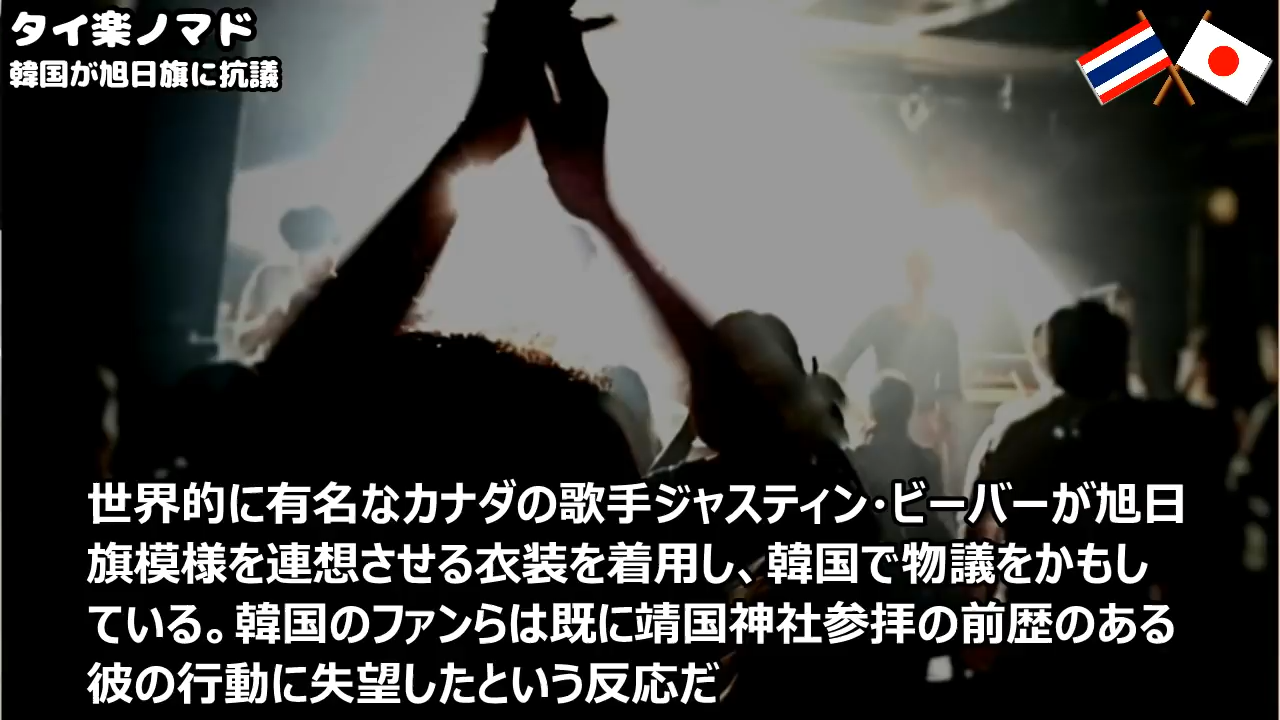 タイ楽ノマド
韓国が旭日旗に抗議
世界的に有名なカナダの歌手ジャスティン・ビーバーが旭日
旗模様を連想させる衣装を着用し、韓国で物議をかもし
ている。韓国のファンらは既に靖国神社参拝の前歴のある
彼の行動に失望したという反応だ